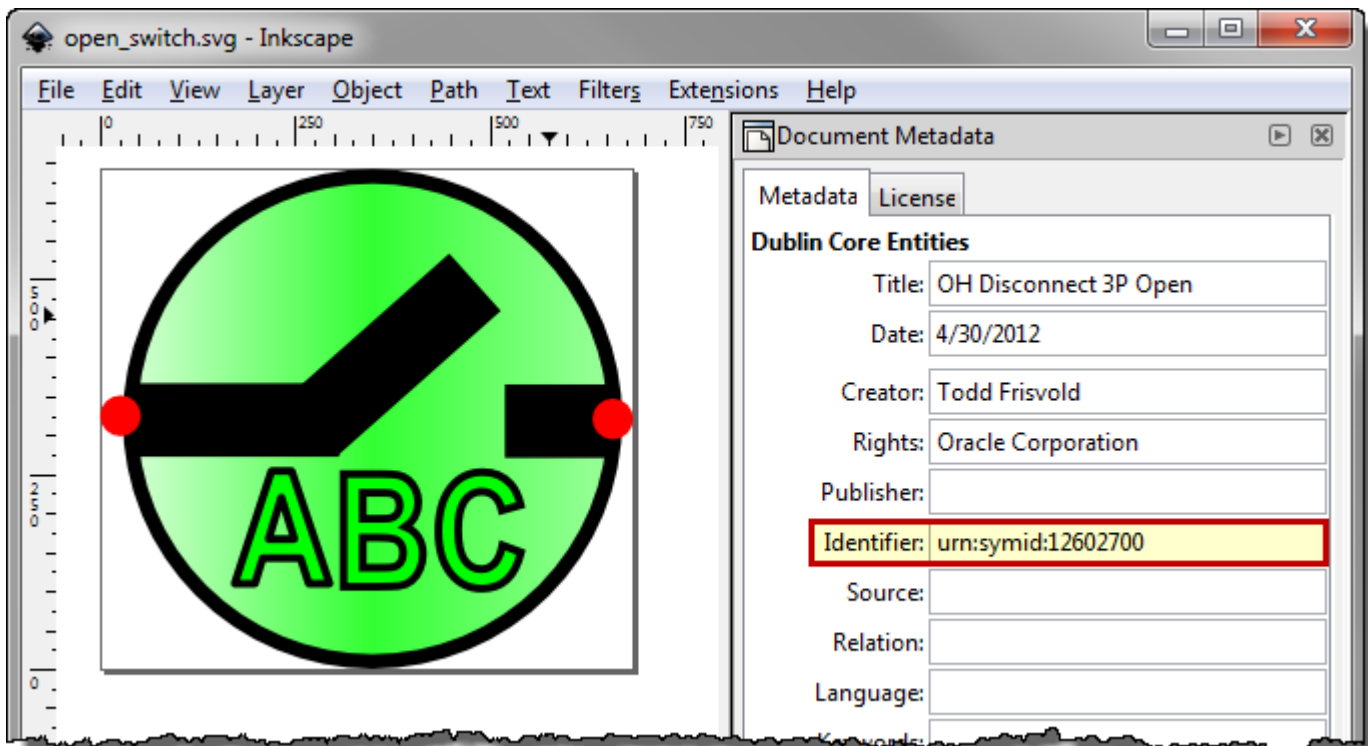 open_switch.svg - Inkscape
File Edit View Layer Object Path Text Filters Extensions Help
0 250 500 750
Document Metadata
Metadata License
Dublin Core Entities
Title: OH Disconnect 3P Open
Date: 4/30/2012
Creator: Todd Frisvold
Rights: Oracle Corporation
Publisher:
Identifier: urn:symid:12602700
Source:
Relation:
Language:
500
250
0
ABC